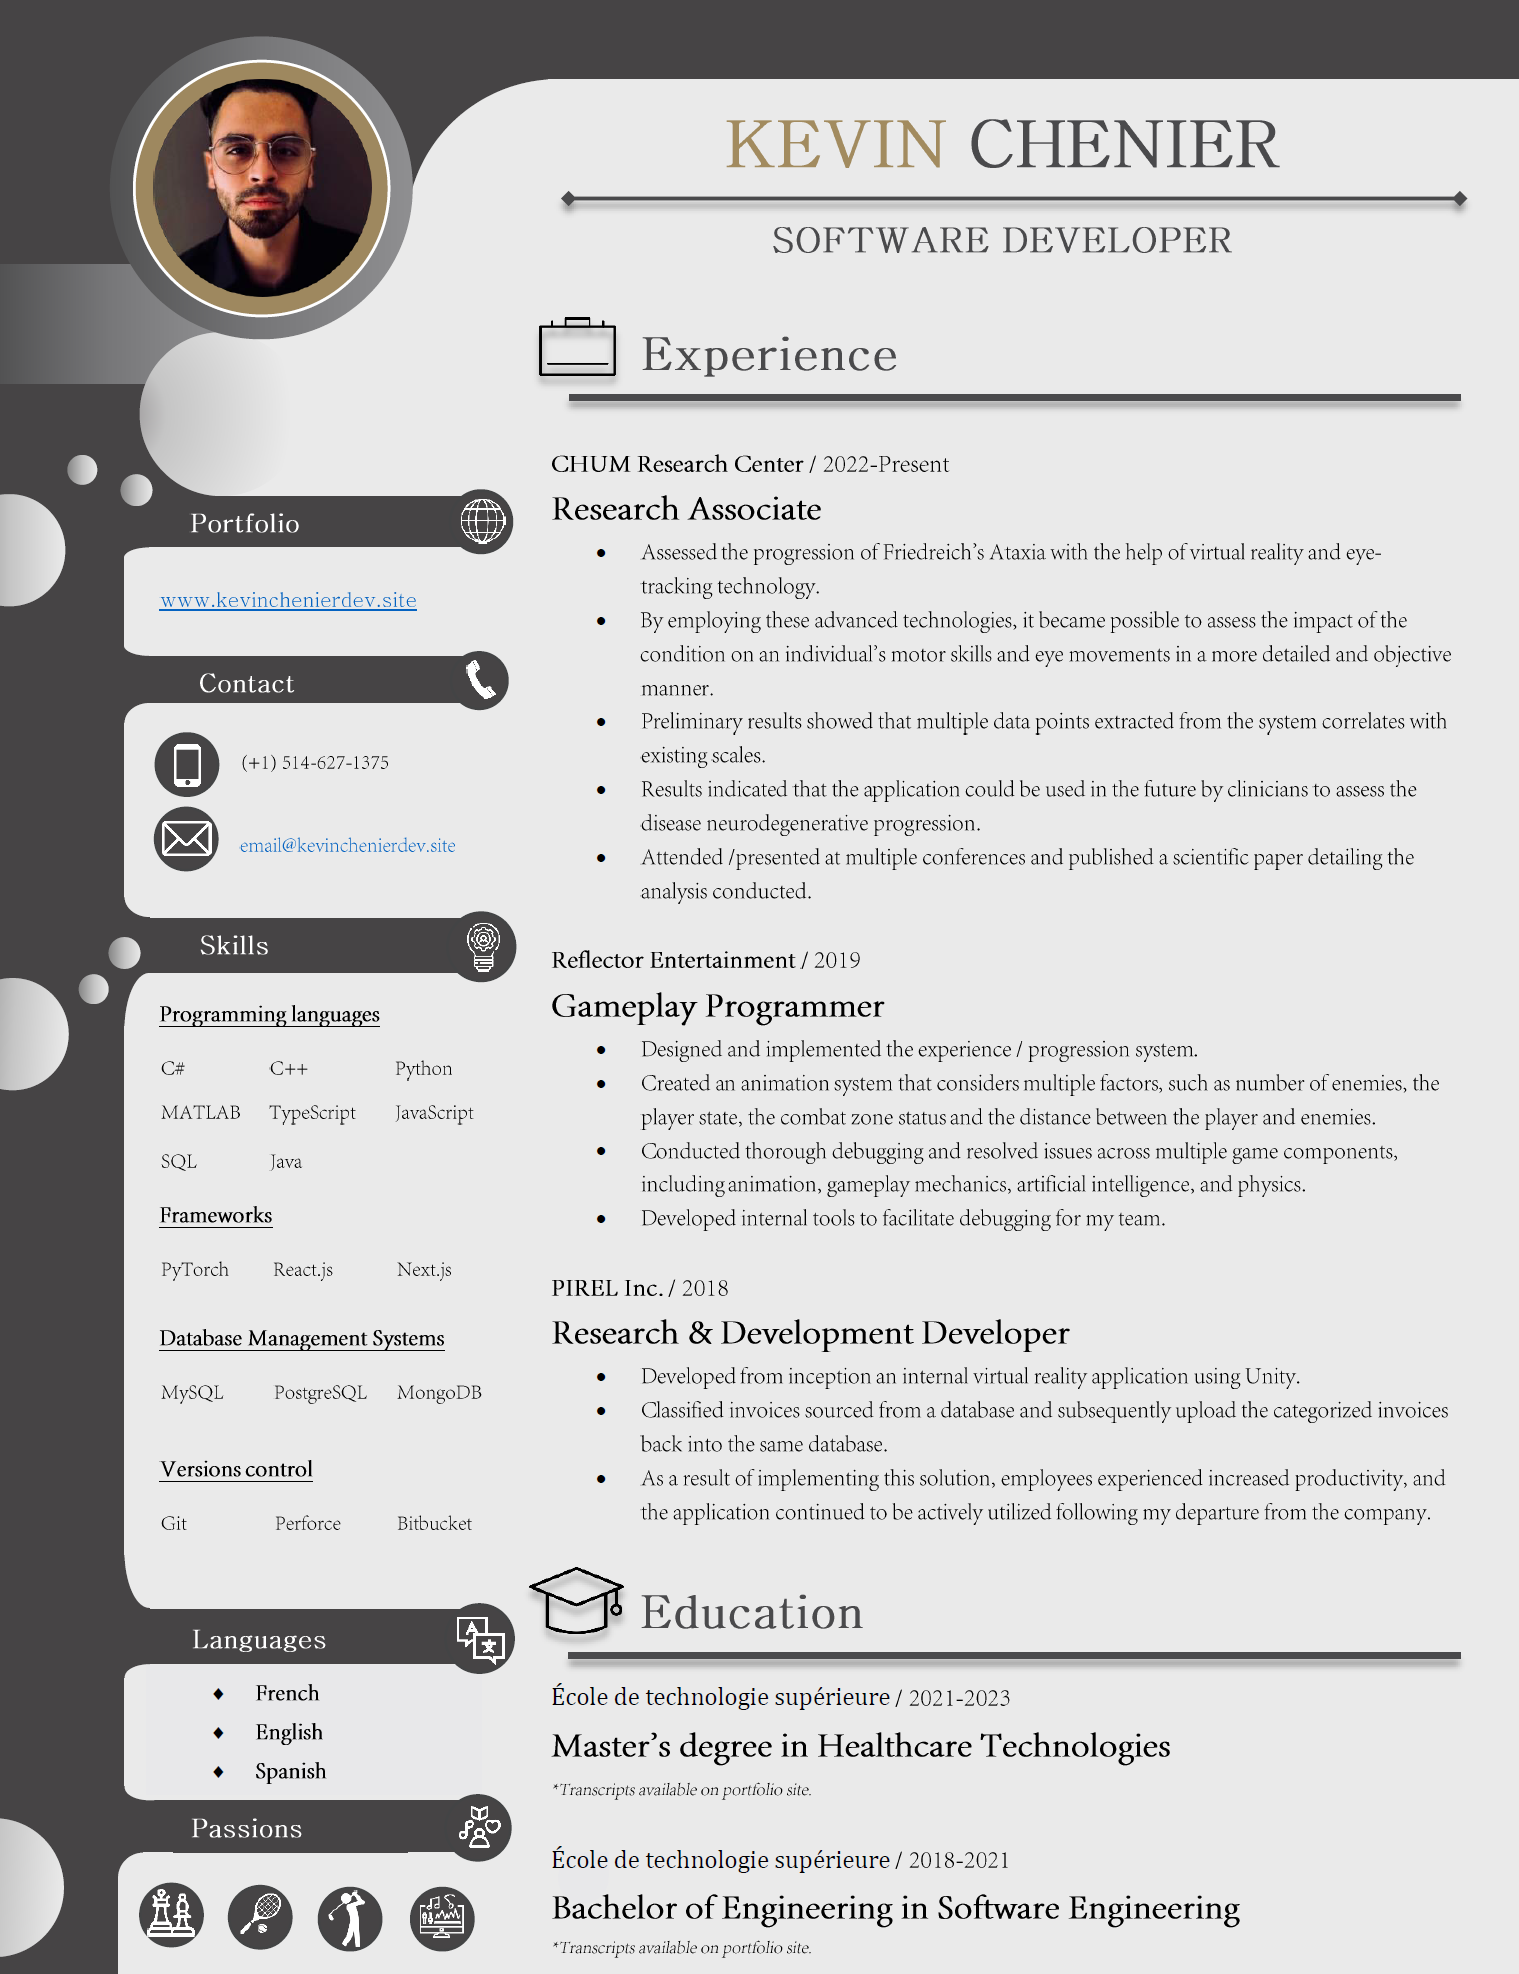 KEVIN CHENIER
SOFTWARE DEVELOPER
Portfolio
www.kevinchenierdev.site
Contact
(+1) 514-627-1375
email@kevinchenierdev.site
Skills
Programming languages
C# C++ Python
MATLAB TypeScript JavaScript
SQL Java
Frameworks
PyTorch React.js Next.js
Database Management Systems
MySQL PostgreSQL MongoDB
Versions control
Git Perforce Bitbucket
Languages
♦ French
♦ English
♦ Spanish
Passions
Experience
CHUM Research Center / 2022-Present
Research Associate
• Assessed the progression of Friedreich’s Ataxia with the help of virtual reality and eye-
tracking technology.
• By employing these advanced technologies, it became possible to assess the impact of the
condition on an individual’s motor skills and eye movements in a more detailed and objective
manner.
• Preliminary results showed that multiple data points extracted from the system correlates with
existing scales.
• Results indicated that the application could be used in the future by clinicians to assess the
disease neurodegenerative progression.
• Attended /presented at multiple conferences and published a scientific paper detailing the
analysis conducted.
Reflector Entertainment / 2019
Gameplay Programmer
• Designed and implemented the experience / progression system.
• Created an animation system that considers multiple factors, such as number of enemies, the
player state, the combat zone status and the distance between the player and enemies.
• Conducted thorough debugging and resolved issues across multiple game components,
including animation, gameplay mechanics, artificial intelligence, and physics.
• Developed internal tools to facilitate debugging for my team.
PIREL Inc. / 2018
Research & Development Developer
• Developed from inception an internal virtual reality application using Unity.
• Classified invoices sourced from a database and subsequently upload the categorized invoices
back into the same database.
• As a result of implementing this solution, employees experienced increased productivity, and
the application continued to be actively utilized following my departure from the company.
Education
École de technologie supérieure / 2021-2023
Master’s degree in Healthcare Technologies
*Transcripts available on portfolio site.
École de technologie supérieure / 2018-2021
Bachelor of Engineering in Software Engineering
*Transcripts available on portfolio site.